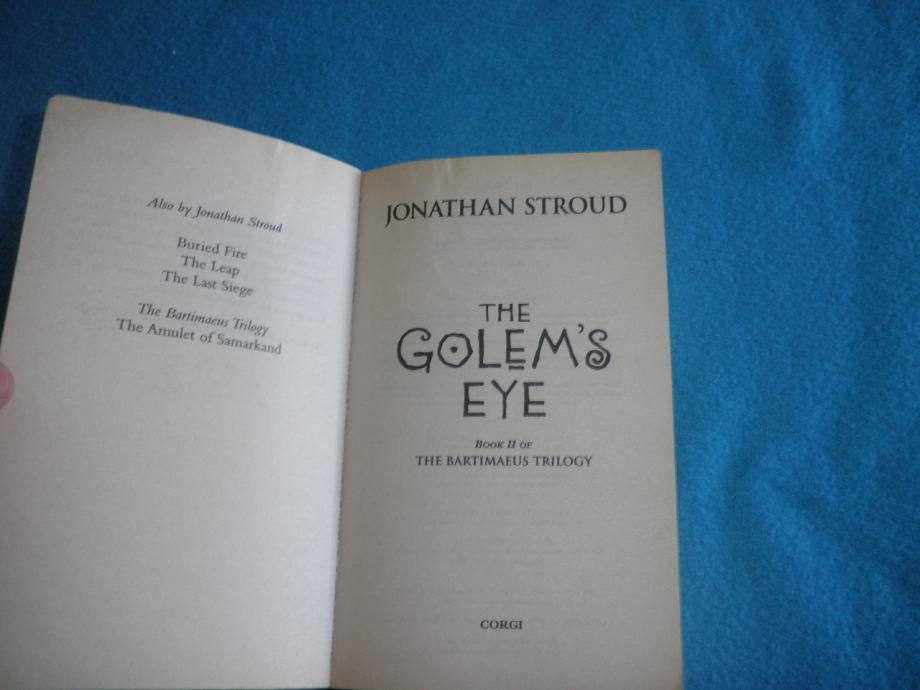 Also by Jonathan Stroud
Buried Fire
The Leap
The Last Siege
The Bartimaeus Trilogy
The Amulet of Samarkand
JONATHAN STROUD
THE
GOLEM'S
EYE
BOOK II OF
THE BARTIMAEUS TRILOGY
CORGI